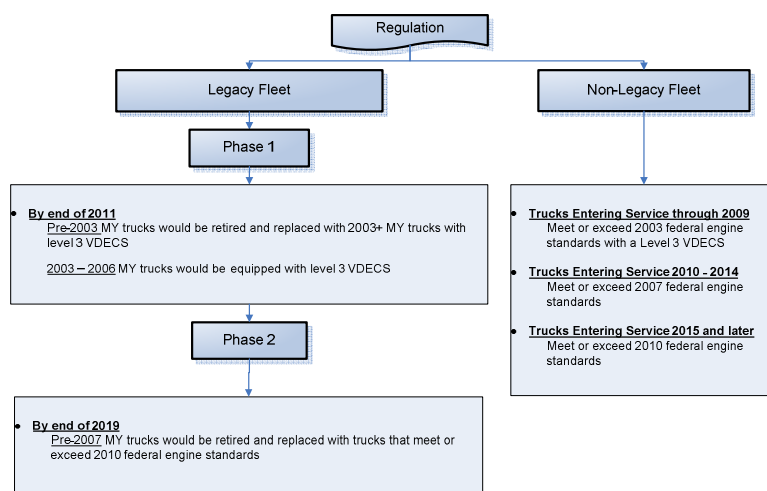 Regulation
Legacy Fleet
Non-Legacy Fleet
Phase 1
• By end of 2011
Pre-2003 MY trucks would be retired and replaced with 2003+ MY trucks with
level 3 VDECS
2003 – 2006 MY trucks would be equipped with level 3 VDECS
Phase 2
• By end of 2019
Pre-2007 MY trucks would be retired and replaced with trucks that meet or
exceed 2010 federal engine standards
• Trucks Entering Service through 2009
Meet or exceed 2003 federal engine
standards with a Level 3 VDECS
• Trucks Entering Service 2010 - 2014
Meet or exceed 2007 federal engine
standards
• Trucks Entering Service 2015 and later
Meet or exceed 2010 federal engine
standards